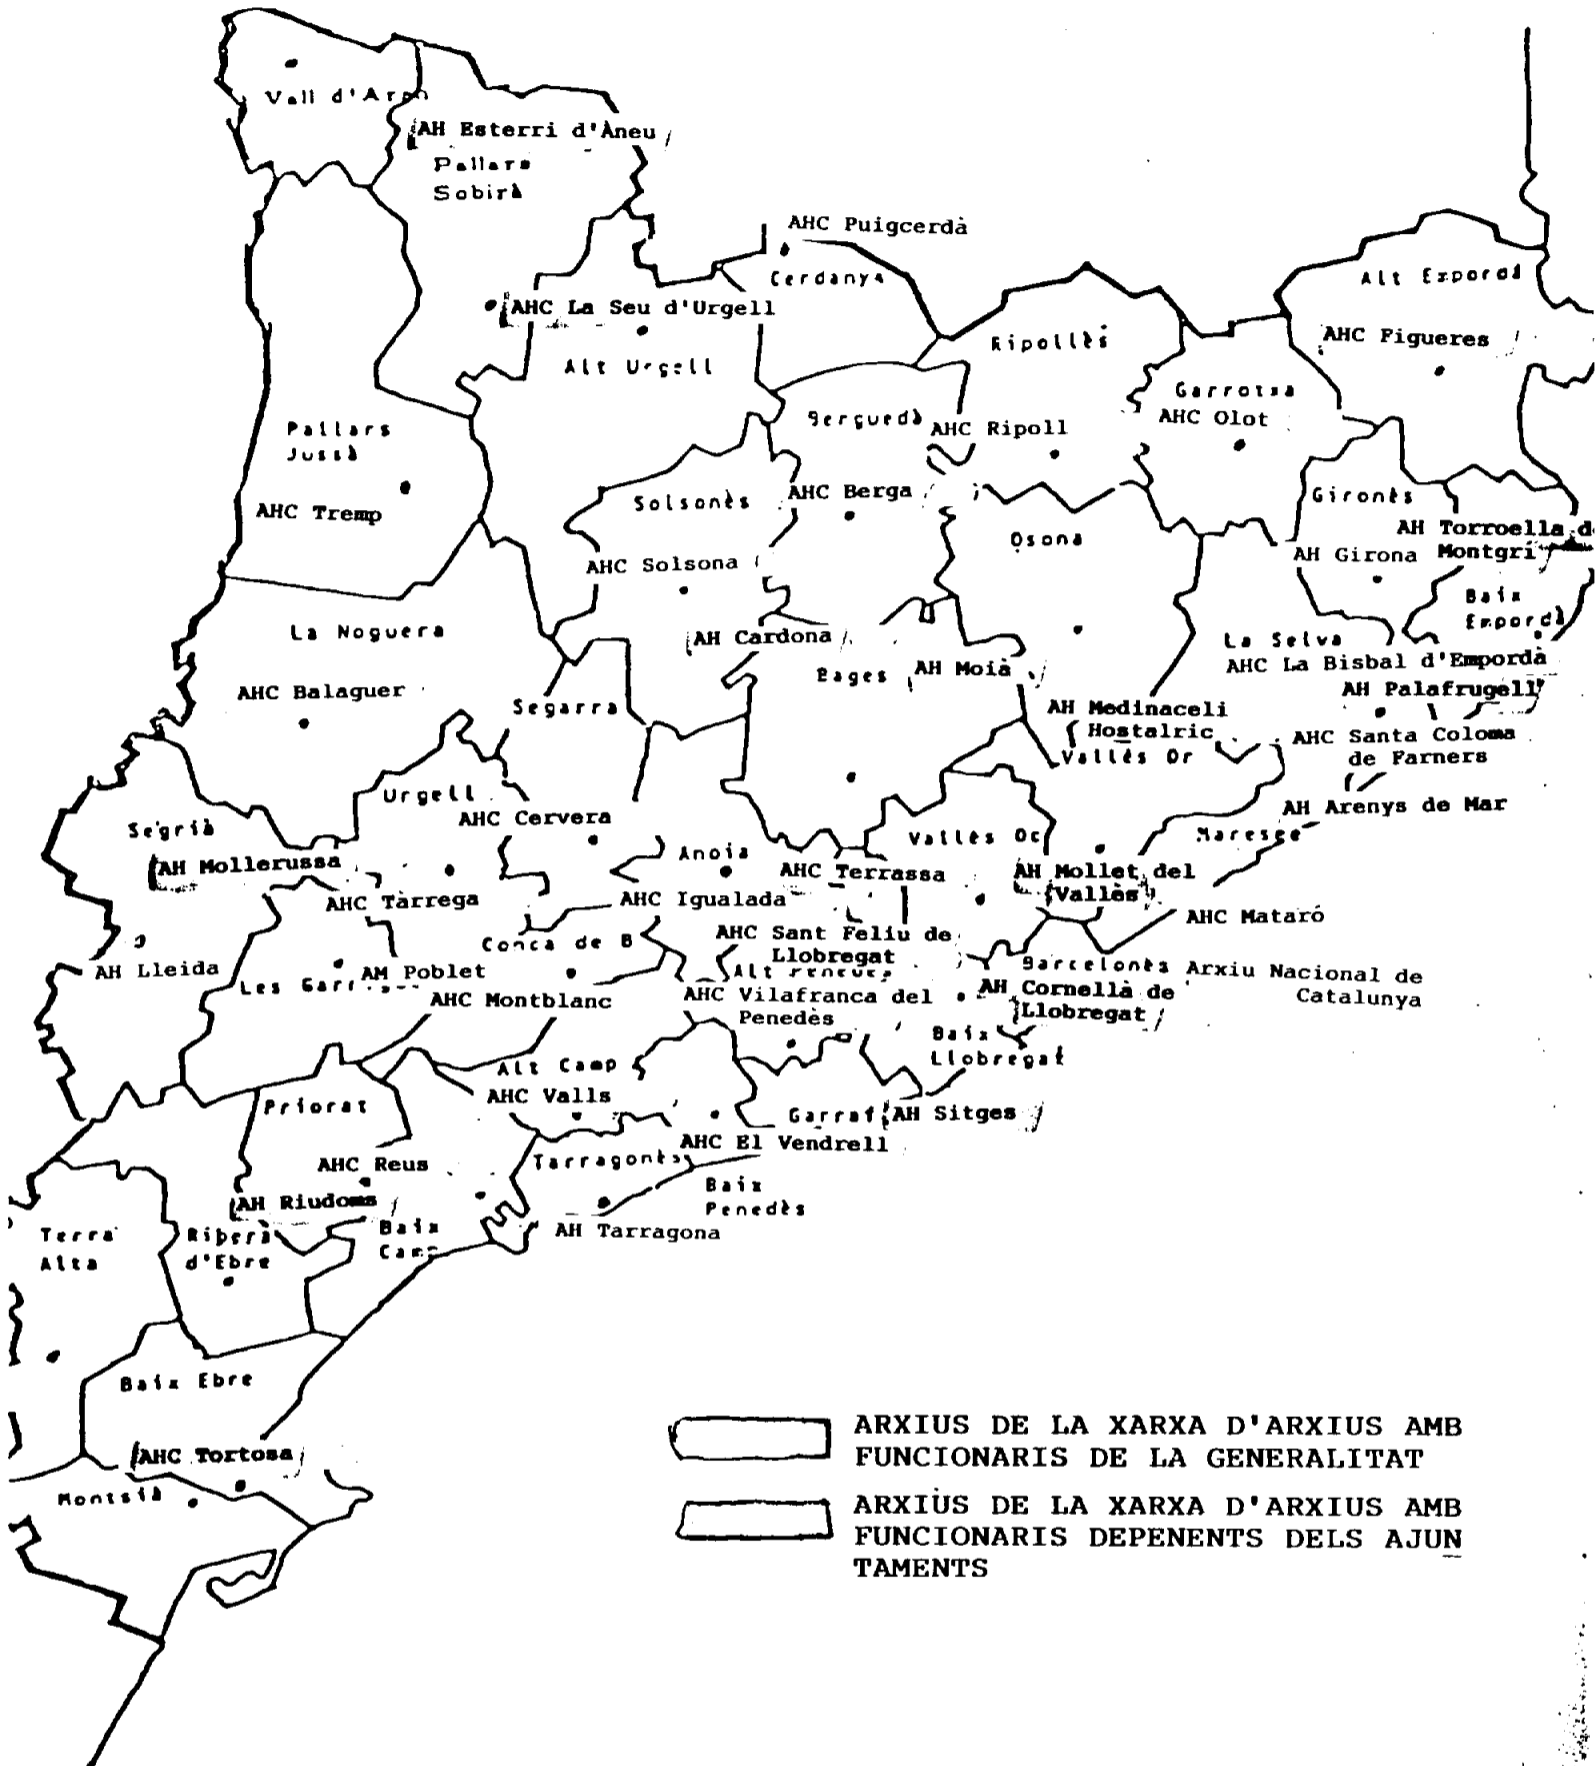 Vall d'Aran
AH Esterri d'Àneu
Pallars
Sobirà
AHC Puigcerdà
Cerdanya
Alt Empordà
AHC La Seu d'Urgell
AHC Figueres
Ripollès
Alt Urgell
Garrotxa
AHC Olot
Berguedà
AHC Ripoll
Pallars
Jussà
AHC Tremp
Solsonès
AHC Berga
Gironès
Osona
AH Torroella de
Montgrí
AH Girona
AHC Solsona
Baix
Empordà
La Noguera
AH Cardona
La Selva
AHC La Bisbal d'Empordà
Bages
AH Moià
AHC Balaguer
AH Palafrugell
Segarra
AH Medinaceli
Hostalric
AHC Santa Coloma
de Farners
Vallès Or
Urgell
AH Arenys de Mar
AHC Cervera
Segrià
Vallès Oc
Maresme
AH Mollerussa
Anoia
AHC Terrassa
AH Mollet del
Vallès
AHC Tàrrega
AHC Igualada
AHC Mataró
Conca de B
AHC Sant Feliu de
Llobregat
AH Lleida
AM Poblet
Alt Penedès
Barcelonès
Arxiu Nacional de
Catalunya
Les Garr
AHC Montblanc
AHC Vilafranca del
Penedès
AH Cornellà de
Llobregat
Baix
Llobregat
Alt Camp
AHC Valls
Priorat
Garraf
AH Sitges
AHC El Vendrell
AHC Reus
Tarragonès
AH Riudoms
Baix
Penedès
Terra
Alta
Ribera
d'Ebre
Baix
Camp
AH Tarragona
Baix Ebre
AHC Tortosa
Montsià
ARXIUS DE LA XARXA D'ARXIUS AMB
FUNCIONARIS DE LA GENERALITAT
ARXIUS DE LA XARXA D'ARXIUS AMB
FUNCIONARIS DEPENENTS DELS AJUN
TAMENTS